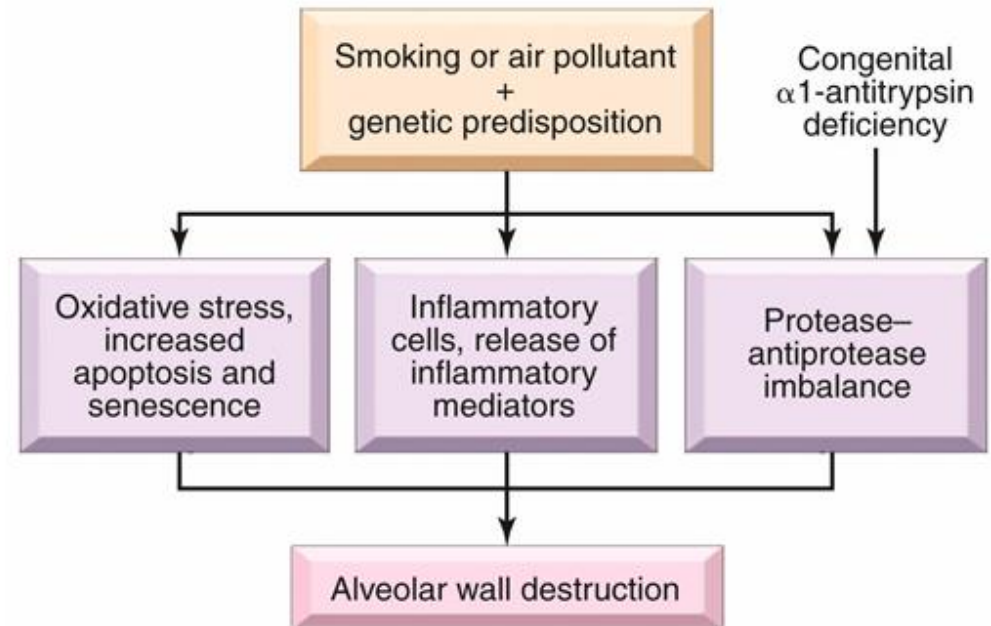 Smoking or air pollutant
+
genetic predisposition
Congenital
α1-antitrypsin
deficiency
Oxidative stress,
increased
apoptosis and
senescence
Inflammatory
cells, release of
inflammatory
mediators
Protease–
antiprotease
imbalance
Alveolar wall destruction